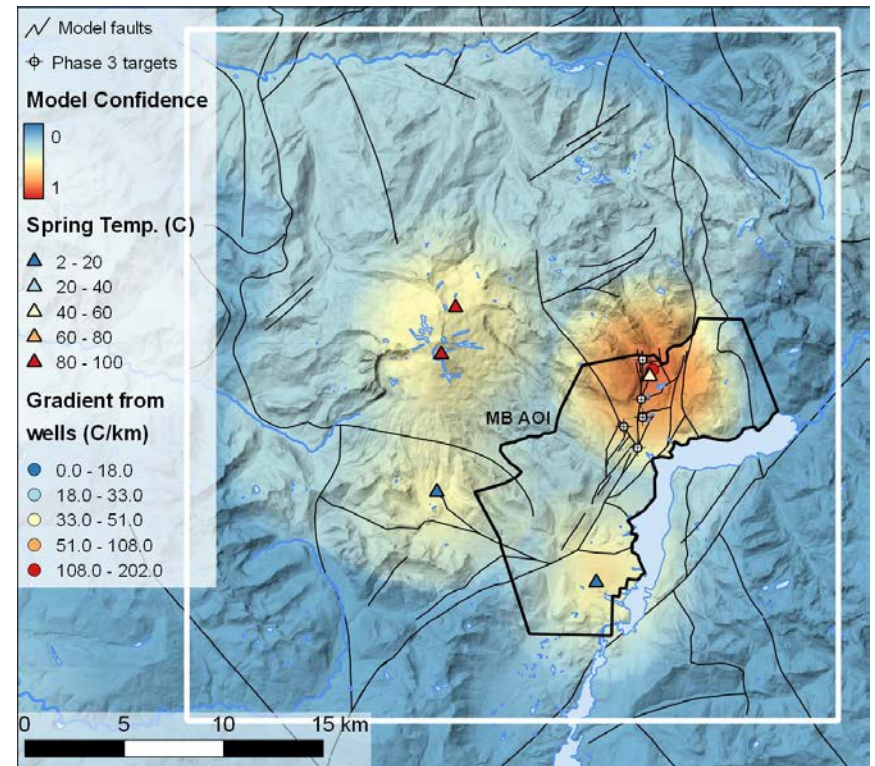 Model faults
Phase 3 targets
Model Confidence
0
1
Spring Temp. (C)
2 - 20
20 - 40
40 - 60
60 - 80
80 - 100
Gradient from
wells (C/km)
0.0 - 18.0
18.0 - 33.0
33.0 - 51.0
51.0 - 108.0
108.0 - 202.0
MB AOI
0 5 10 15 km